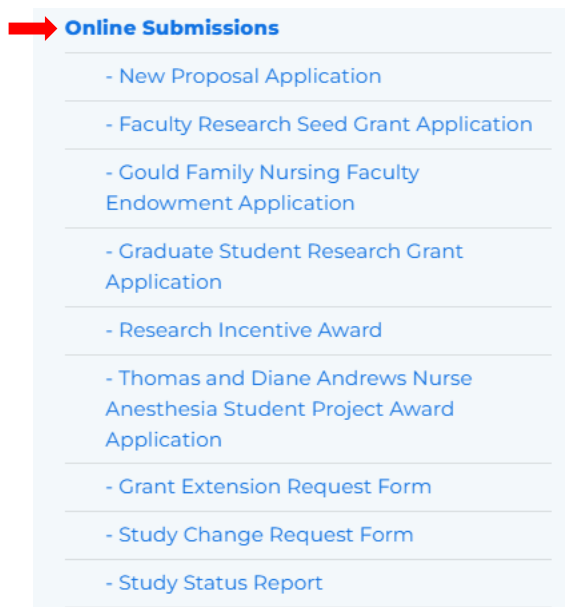 Online Submissions
- New Proposal Application
- Faculty Research Seed Grant Application
- Gould Family Nursing Faculty
Endowment Application
- Graduate Student Research Grant
Application
- Research Incentive Award
- Thomas and Diane Andrews Nurse
Anesthesia Student Project Award
Application
- Grant Extension Request Form
- Study Change Request Form
- Study Status Report